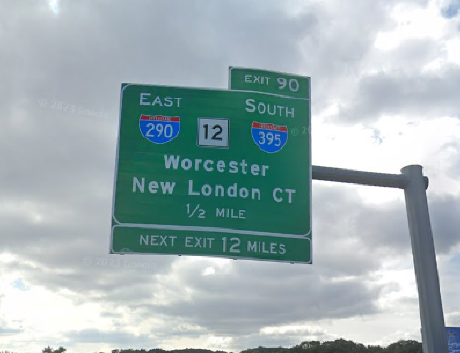 EXIT 90
EAST SOUTH
290 12 395
WORCESTER
NEW LONDON CT
1/2 MILE
NEXT EXIT 12 MILES